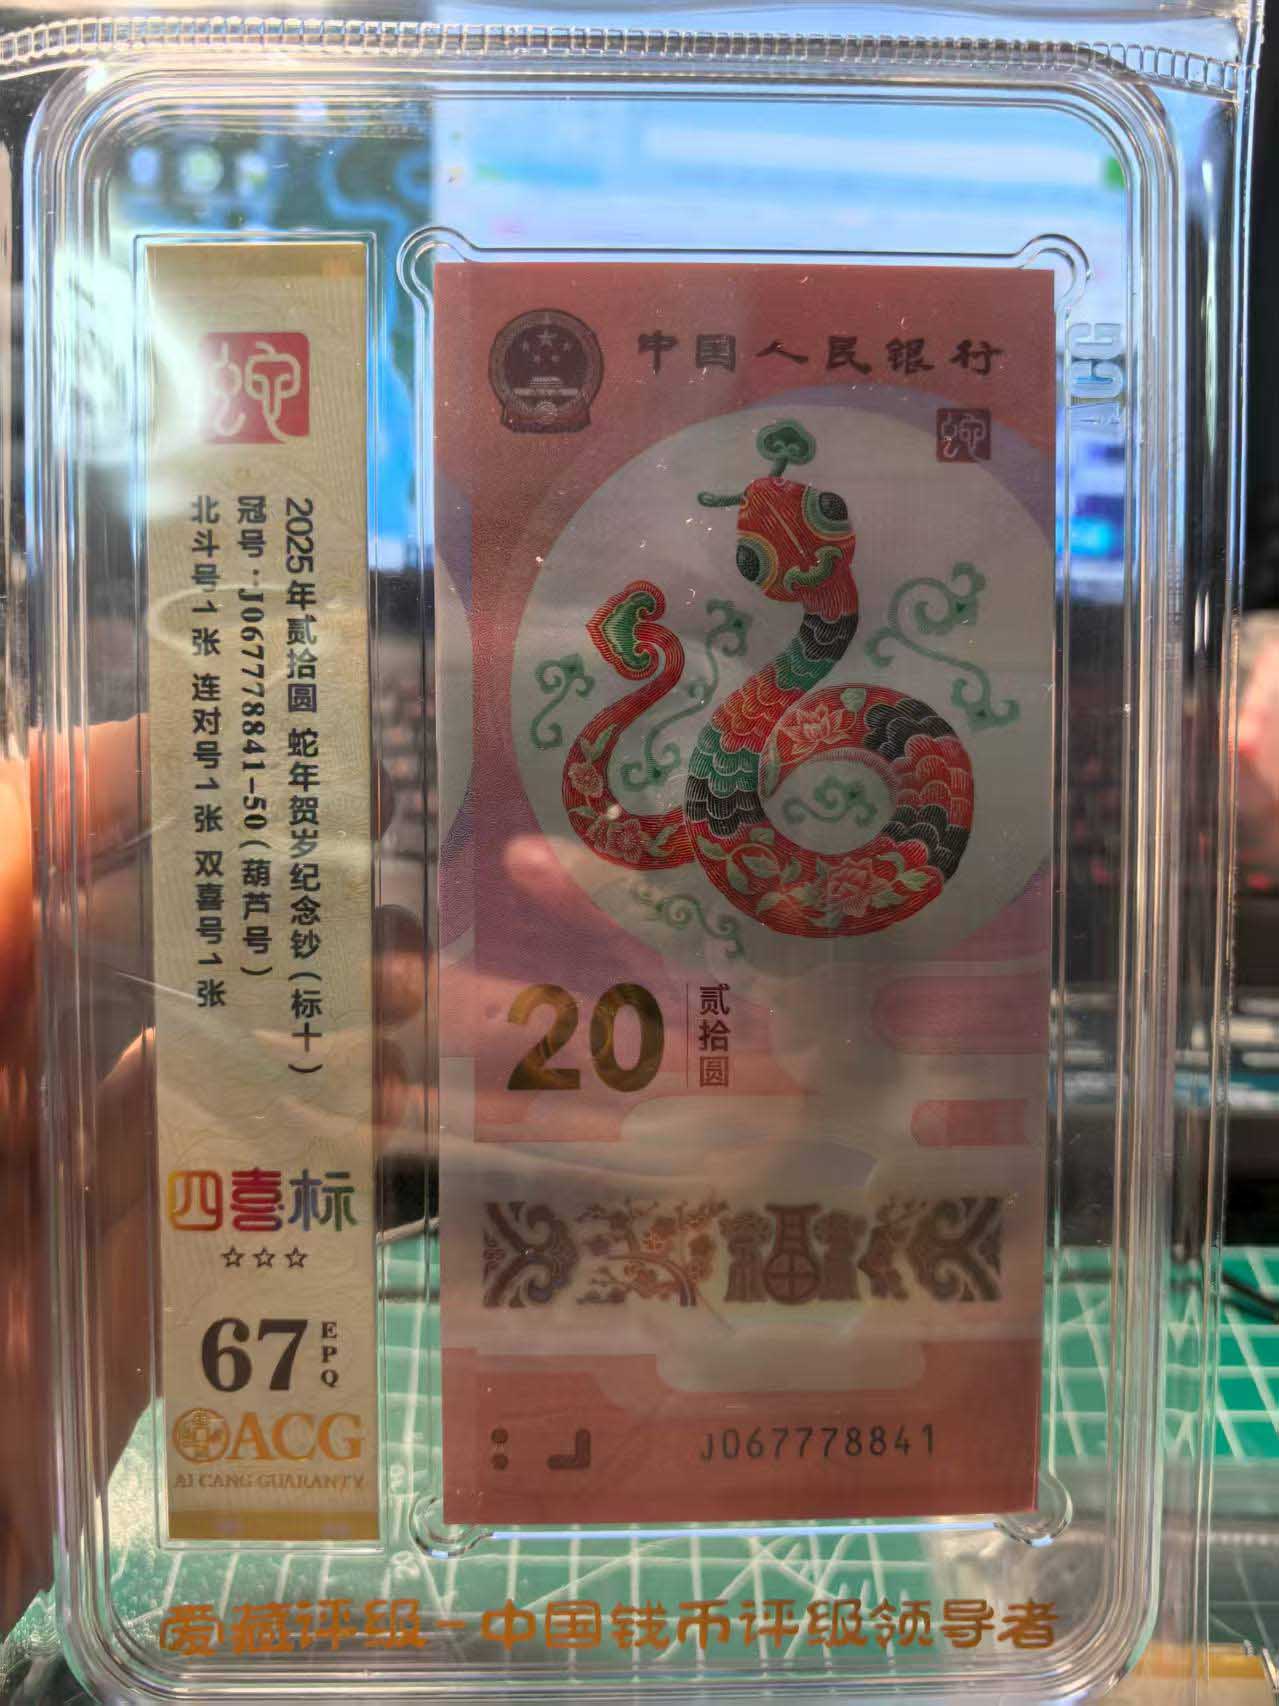 蛇
2025年贰拾圆 蛇年贺岁纪念钞(标十)
冠号:J067778841-50(葫芦号)
北斗号1张 连对号1张 双喜号1张
四喜标
☆☆☆
67
EPQ
ACG
AI CANG GUARANTY
中国人民银行
蛇
20
贰拾圆
J067778841
ACG
爱藏评级-中国钱币评级领导者